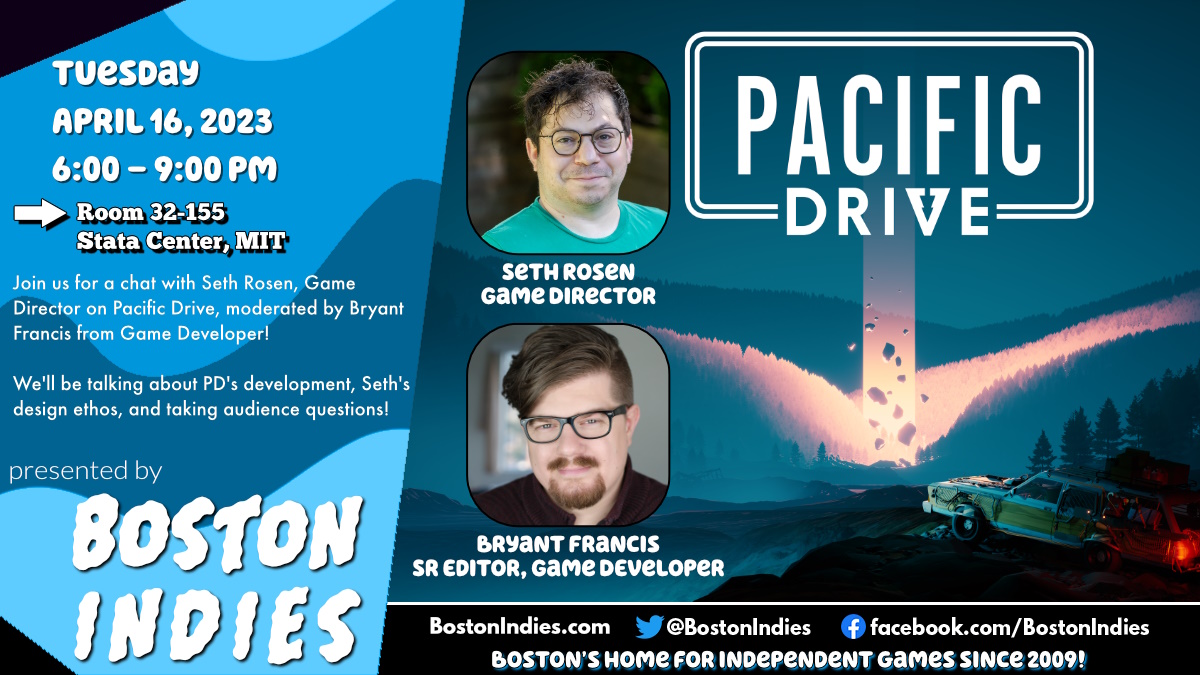 Tuesday
April 16, 2023
6:00 – 9:00 PM
Room 32-155
Stata Center, MIT
Join us for a chat with Seth Rosen, Game
Director on Pacific Drive, moderated by Bryant
Francis from Game Developer!
We'll be talking about PD's development, Seth's
design ethos, and taking audience questions!
presented by
BOSTON
INDIES
Seth Rosen
Game Director
Bryant Francis
Sr Editor, Game Developer
PACIFIC
DRIVE
BostonIndies.com
@BostonIndies
facebook.com/BostonIndies
Boston's Home for Independent Games Since 2009!